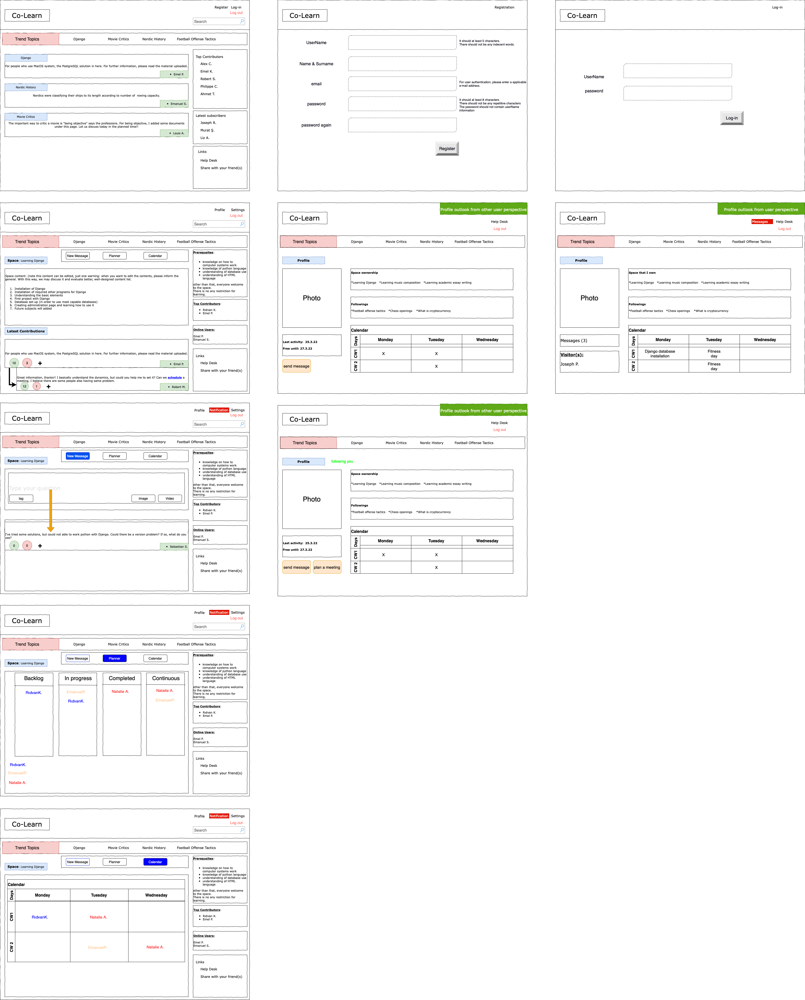 Register Log-in
Log out
Co-Learn
Search
Trend Topics Django Movie Critics Nordic History Football Offense Tactics
Django
For people who use MacOS system, the PostgreSQL solution in here. For further information, please read the material uploaded.
• Emel P.
Nordic History
Nordics were classifying their ships to its length according to number of rowing capacity.
• Emanuel S.
Movie Critics
The important way to critic a movie is "being objective" says the professions. For being objective, I added some documents
under this page. Let us discuss today in the planned time!!
• Louis A.
Top Contributors
Alex C.
Emel K.
Robert S.
Philippe C.
Ahmet T.
Latest subscribers
Joseph R.
Murat Ş.
Liz A.
Links
Help Desk
Share with your friend(s)
Registration
Co-Learn
UserName
It should at least 5 characters.
There should not be any indecent words.
Name & Surname
email
For user authentication, please enter a applicable
e-mail address.
password
It should at least 8 characters
There should not be any repetitive characters
The password should not contain userName
information
password again
Register
Log-in
Co-Learn
UserName
password
Log-in
Profile Settings
Log out
Co-Learn
Search
Trend Topics Django Movie Critics Nordic History Football Offense Tactics
Space: Learning Django
New Message Planner Calendar
Space content: (note this content can be edited, just one warning: when you want to edit the contents, please inform the
general. With this way, we may discuss it and evaluate better, well-designed content list.
1. Installation of Django
2. Installation of required other programs for Django
3. Understanding the basic elements
4. First project with Django
5. Database set-up (in order to use most capable databases)
6. Creating administration page and learning how to use it
7. Future subjects will added
Latest Contributions
For people who use MacOS system, the PostgreSQL solution in here. For further information, please read the material uploaded.
10 3 +
• Emel P.
Great information, thanks!! I basically understand the dynamics, but could you help me to set it? Can we schedule a
meeting, I believe there are some people also having same problem.
12 1 +
• Robert M.
Prerequsites:
• knowledge on how to
computer systems work
• knowledge of python language
• understanding of database use
• understanding of HTML
language
other than that, everyone welcome
to the space.
There is no any restriction for
learning.
Top Contributors:
• Rıdvan K.
• Emel P.
Online Users:
Emel P.
Emanuel S.
Links
Help Desk
Share with your friend(s)
Profile outlook from other user perspective
Co-Learn
Help Desk
Log out
Trend Topics Django Movie Critics Nordic History Football Offense Tactics
Profile
Photo
Space ownership
*Learning Django *Learning music composition *Learning academic essay writing
Followings
*Football offense tactics *Chess openings *What is cryptocurrency
Last activity: 25.3.22
Free until: 27.3.22
send message
Calendar
Days Monday Tuesday Wednesday
CW1 X X
CW 2 X
Profile outlook from user perspective
Co-Learn
Messages Help Desk
Log out
Trend Topics Django Movie Critics Nordic History Football Offense Tactics
Profile
Photo
Space that I own
*Learning Django *Learning music composition *Learning academic essay writing
Followings
*Football offense tactics *Chess openings *What is cryptocurrency
Messages (3)
Visitor(s):
Joseph P.
Calendar
Days Monday Tuesday Wednesday
CW1 Django database installation Fitness day
CW 2 Fitness day
Profile Notification Settings
Log out
Co-Learn
Search
Trend Topics Django Movie Critics Nordic History Football Offense Tactics
Space: Learning Django
New Message Planner Calendar
Type your question
tag Image Video
I've tried some solutions, but could not able to work python with Django. Could there be a version problem? If so, what do you
use?
0 0 +
• Sebastian S.
Prerequsites:
• knowledge on how to
computer systems work
• knowledge of python language
• understanding of database use
• understanding of HTML
language
other than that, everyone welcome
to the space.
There is no any restriction for
learning.
Top Contributors:
• Rıdvan K.
• Emel P.
Online Users:
Emel P.
Emanuel S.
Links
Help Desk
Share with your friend(s)
Profile outlook from other user perspective
Co-Learn
Help Desk
Log out
Trend Topics Django Movie Critics Nordic History Football Offense Tactics
Profile following you
Photo
Space ownership
*Learning Django *Learning music composition *Learning academic essay writing
Followings
*Football offense tactics *Chess openings *What is cryptocurrency
Last activity: 25.3.22
Free until: 27.3.22
send message plan a meeting
Calendar
Days Monday Tuesday Wednesday
CW1 X X
CW 2 X
Profile Notification Settings
Log out
Co-Learn
Search
Trend Topics Django Movie Critics Nordic History Football Offense Tactics
Space: Learning Django
New Message Planner Calendar
Backlog In progress Completed Continuous
RıdvanK. EmanuelP. Natalie A. Natalie A.
RıdvanK. EmanuelP.
RıdvanK.
EmanuelP.
Natalie A.
Prerequsites:
• knowledge on how to
computer systems work
• knowledge of python language
• understanding of database use
• understanding of HTML
language
other than that, everyone welcome
to the space.
There is no any restriction for
learning.
Top Contributors:
• Rıdvan K.
• Emel P.
Online Users:
Emel P.
Emanuel S.
Links
Help Desk
Share with your friend(s)
Profile Notification Settings
Log out
Co-Learn
Search
Trend Topics Django Movie Critics Nordic History Football Offense Tactics
Space: Learning Django
New Message Planner Calendar
Calendar
Days Monday Tuesday Wednesday
CW1 RıdvanK. Natalie A.
CW 2 EmanuelP. Natalie A.
Prerequsites:
• knowledge on how to
computer systems work
• knowledge of python language
• understanding of database use
• understanding of HTML
language
other than that, everyone welcome
to the space.
There is no any restriction for
learning.
Top Contributors:
• Rıdvan K.
• Emel P.
Online Users:
Emel P.
Emanuel S.
Links
Help Desk
Share with your friend(s)